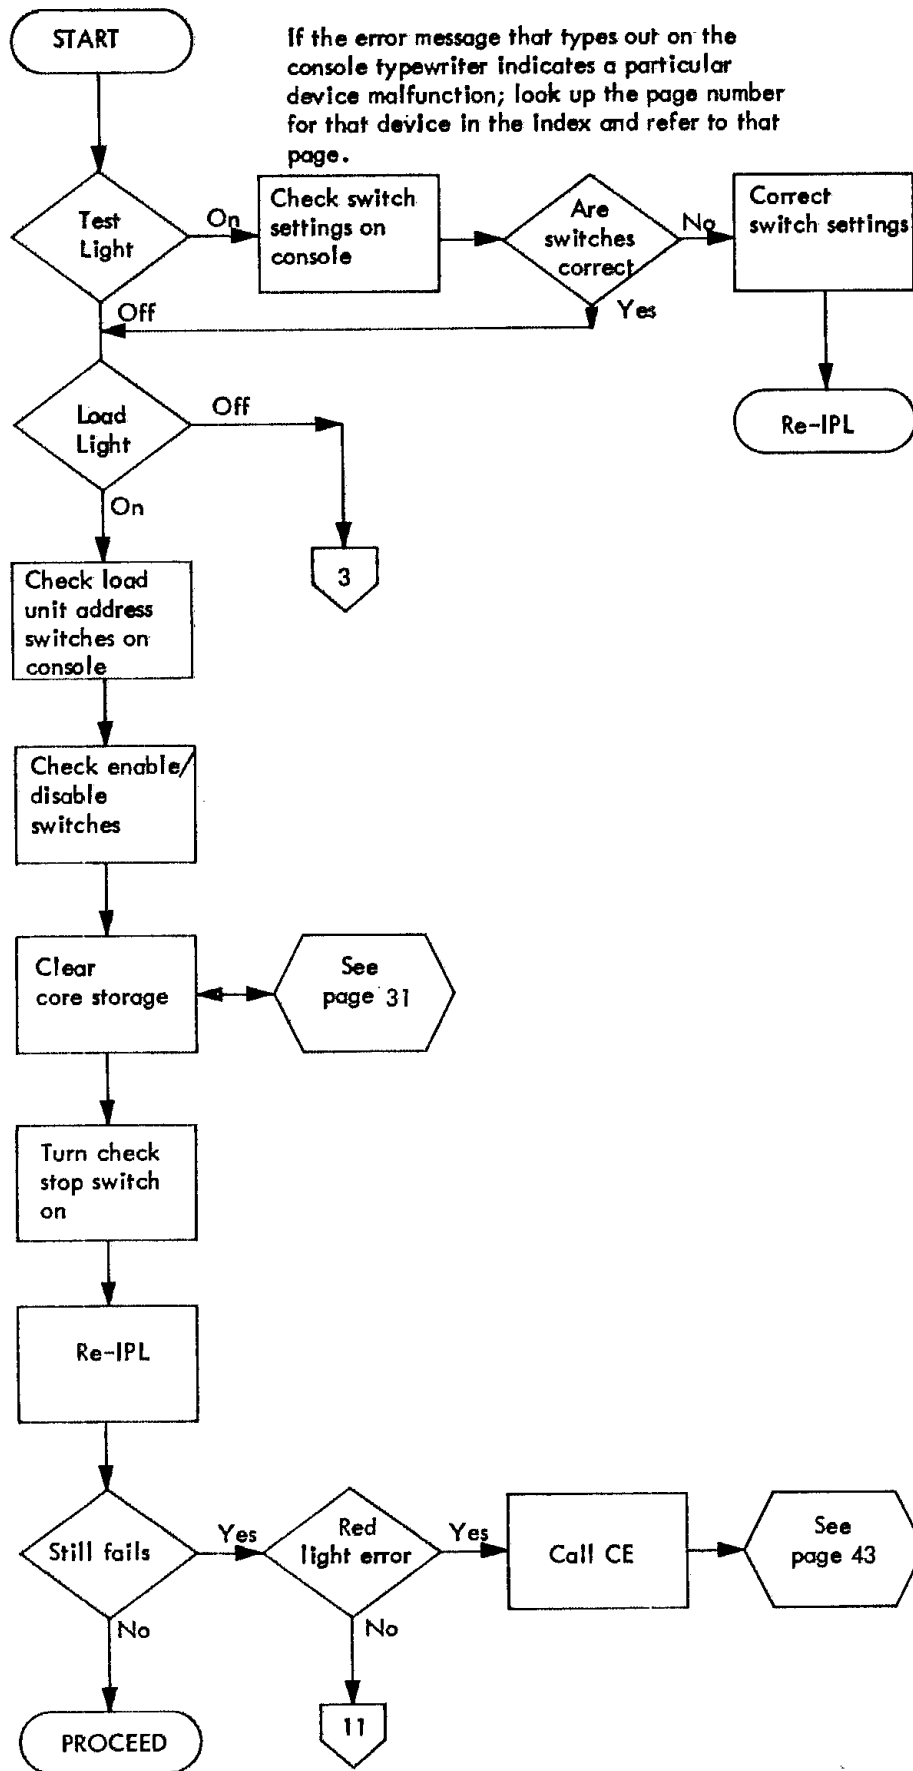 START
If the error message that types out on the
console typewriter indicates a particular
device malfunction; look up the page number
for that device in the index and refer to that
page.
Test
Light
On
Check switch
settings on
console
Are
switches
correct
No
Correct
switch settings
Off
Yes
Load
Light
Off
Re-IPL
On
3
Check load
unit address
switches on
console
Check enable/
disable
switches
Clear
core storage
See
page 31
Turn check
stop switch
on
Re-IPL
Still fails
Yes
Red
light error
Yes
Call CE
See
page 43
No
No
PROCEED
11